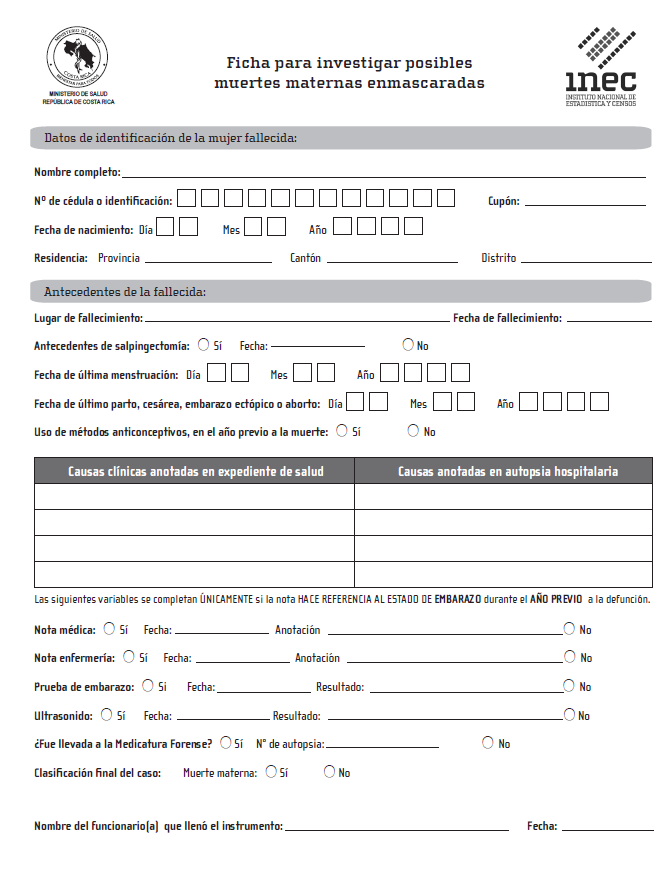 MINISTERIO DE SALUD
COSTA RICA
MINISTERIO DE SALUD
REPÚBLICA DE COSTA RICA
Ficha para investigar posibles
muertes maternas enmascaradas
inec
INSTITUTO NACIONAL DE
ESTADÍSTICA Y CENSOS
Datos de identificación de la mujer fallecida:
Nombre completo:
Nº de cédula o identificación: Cupón:
Fecha de nacimiento: Día Mes Año
Residencia: Provincia Cantón Distrito
Antecedentes de la fallecida:
Lugar de fallecimiento: Fecha de fallecimiento:
Antecedentes de salpingectomía: Sí Fecha: No
Fecha de última menstruación: Día Mes Año
Fecha de último parto, cesárea, embarazo ectópico o aborto: Día Mes Año
Uso de métodos anticonceptivos, en el año previo a la muerte: Sí No
Causas clínicas anotadas en expediente de salud Causas anotadas en autopsia hospitalaria
Las siguientes variables se completan ÚNICAMENTE si la nota HACE REFERENCIA AL ESTADO DE EMBARAZO durante el AÑO PREVIO a la defunción.
Nota médica: Sí Fecha: Anotación No
Nota enfermería: Sí Fecha: Anotación No
Prueba de embarazo: Sí Fecha: Resultado: No
Ultrasonido: Sí Fecha: Resultado: No
¿Fue llevada a la Medicatura Forense? Sí N° de autopsia: No
Clasificación final del caso: Muerte materna: Sí No
Nombre del funcionario(a) que llenó el instrumento: Fecha: